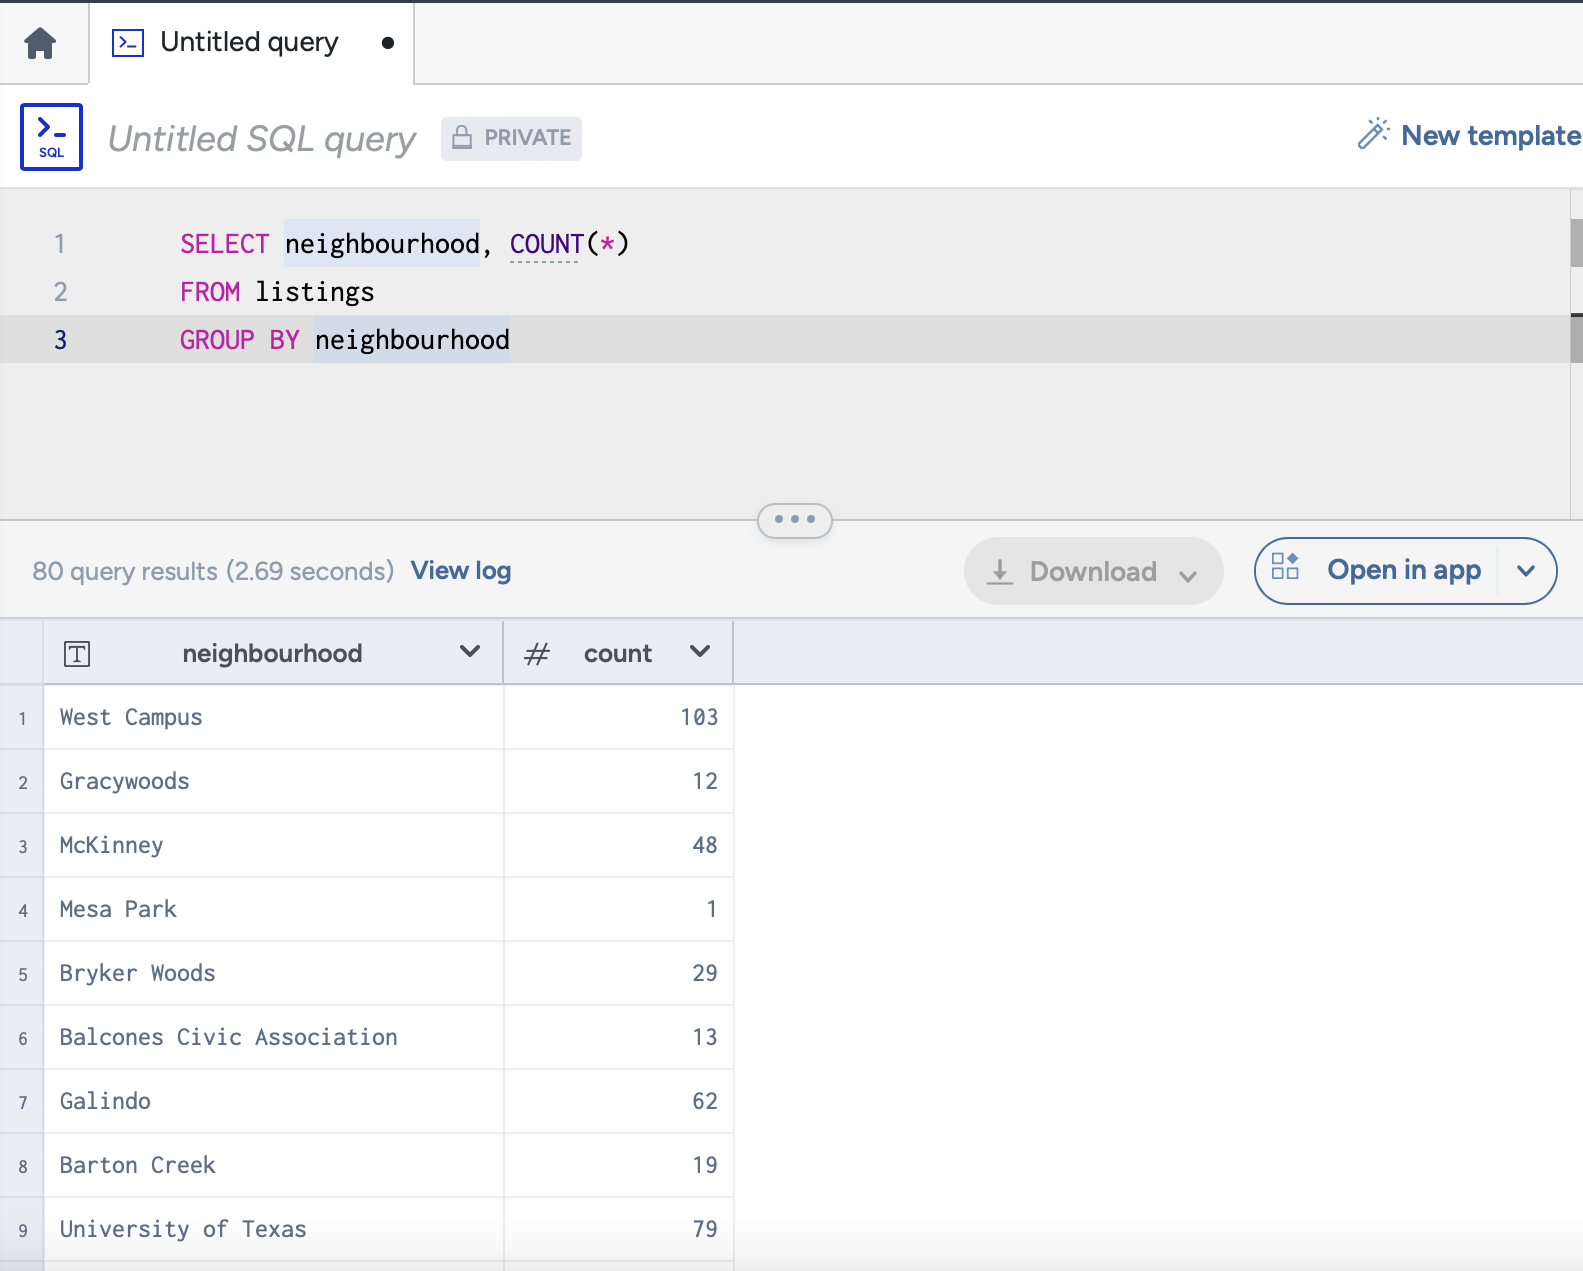 Untitled query
SQL
Untitled SQL query
PRIVATE
New template
1 SELECT neighbourhood, COUNT(*)
2 FROM listings
3 GROUP BY neighbourhood
80 query results (2.69 seconds) View log
Download
Open in app
T neighbourhood # count
1 West Campus 103
2 Gracywoods 12
3 McKinney 48
4 Mesa Park 1
5 Bryker Woods 29
6 Balcones Civic Association 13
7 Galindo 62
8 Barton Creek 19
9 University of Texas 79